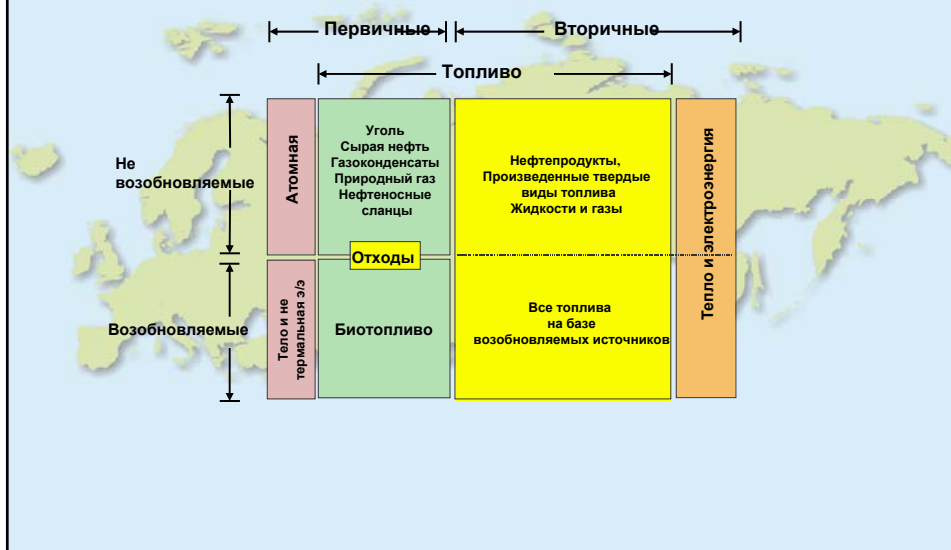 Первичные
Вторичные
Топливо
Не
возобновляемые
Атомная
Уголь
Сырая нефть
Газоконденсаты
Природный газ
Нефтеносные
сланцы
Нефтепродукты,
Произведенные твердые
виды топлива
Жидкости и газы
Тепло и электроэнергия
Отходы
Возобновляемые
Тело и не
термальная э/э
Биотопливо
Все топлива
на базе
возобновляемых источников